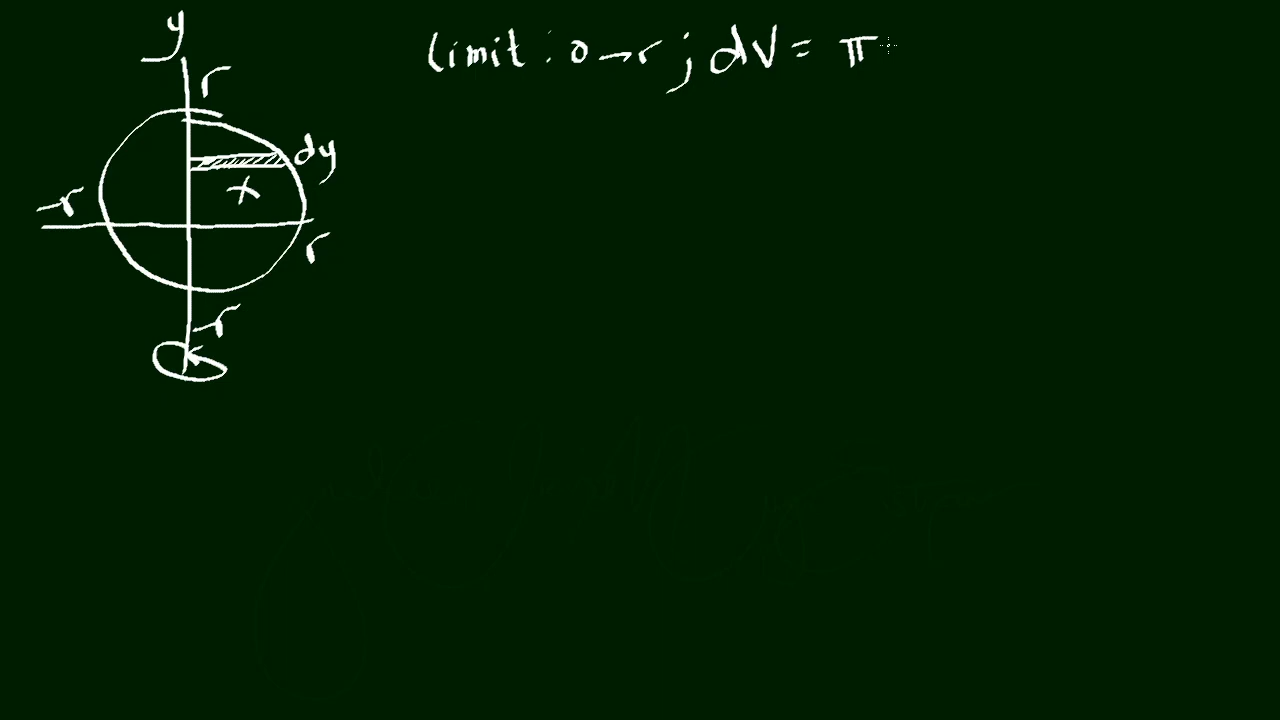 y
limit : 0 → r ; dV = π
r
dy
x
-r
r
-r